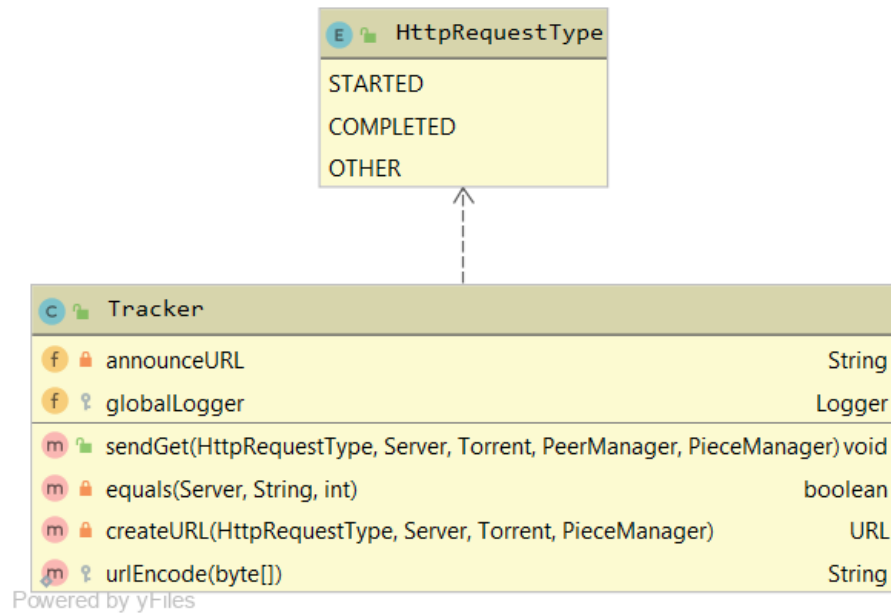 E HttpRequestType
STARTED
COMPLETED
OTHER
C Tracker
f announceURL String
f globalLogger Logger
m sendGet(HttpRequestType, Server, Torrent, PeerManager, PieceManager) void
m equals(Server, String, int) boolean
m createURL(HttpRequestType, Server, Torrent, PieceManager) URL
m urlEncode(byte[]) String
Powered by yFiles